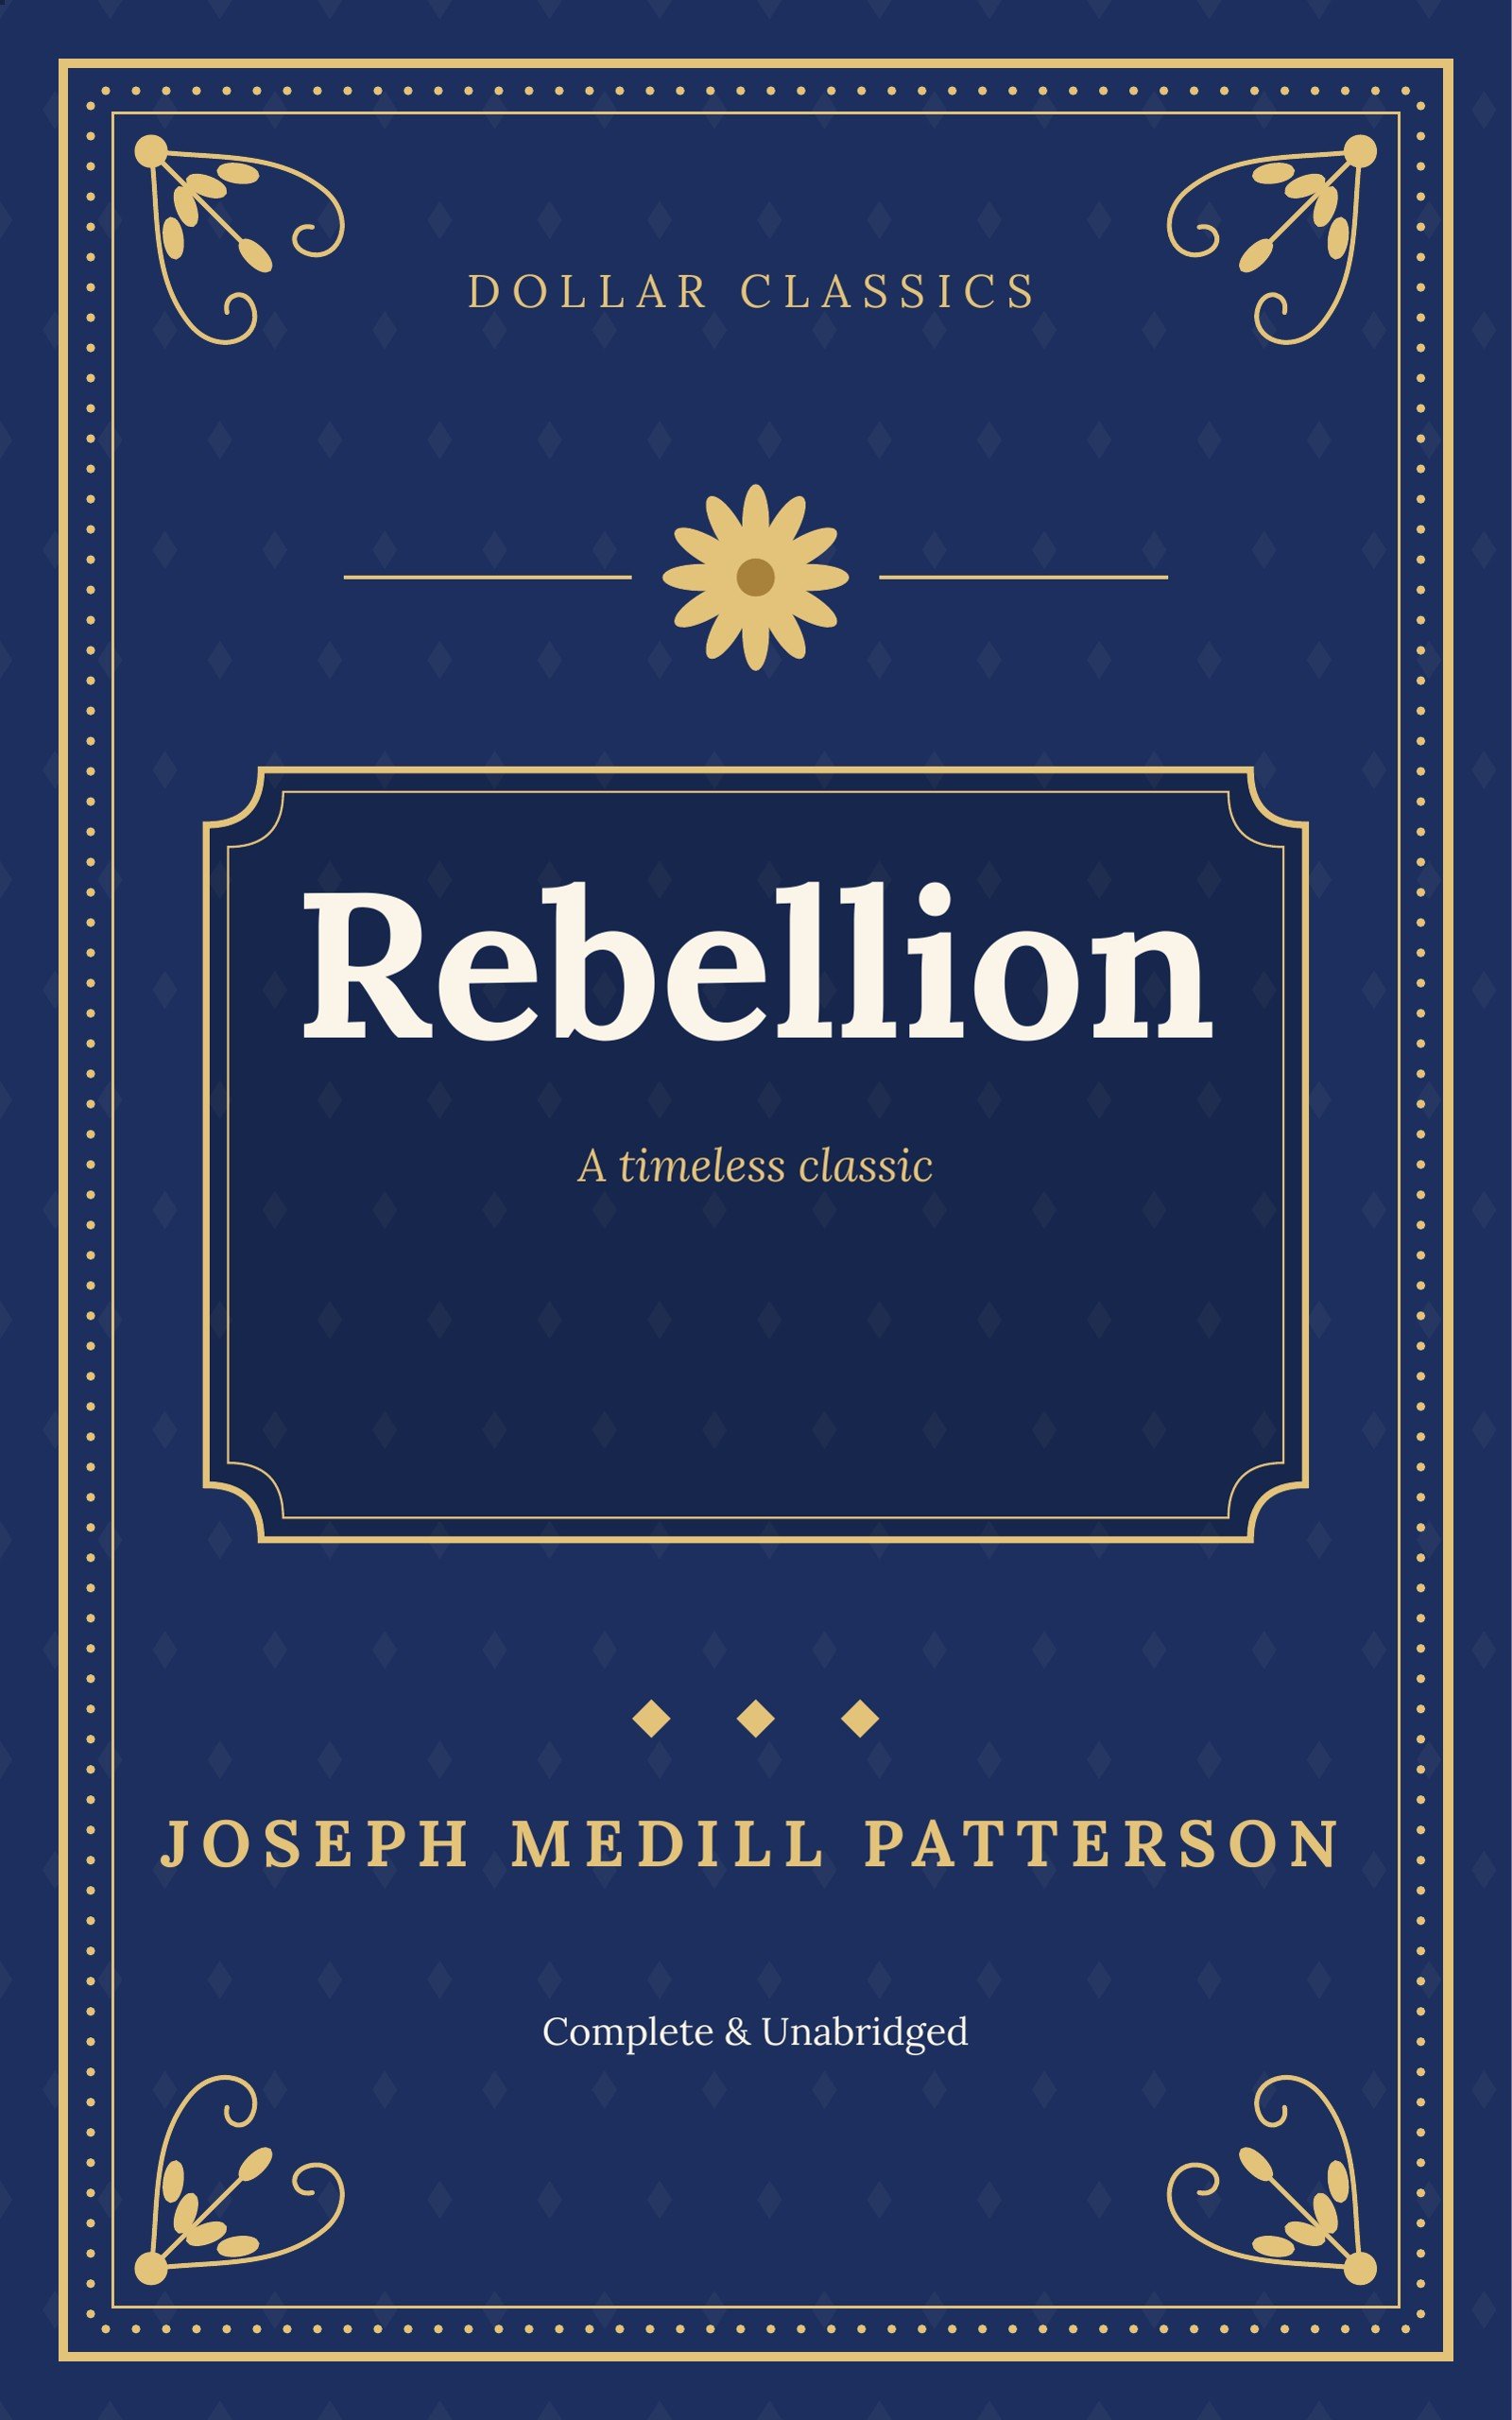 DOLLAR CLASSICS
Rebellion
A timeless classic
JOSEPH MEDILL PATTERSON
Complete & Unabridged